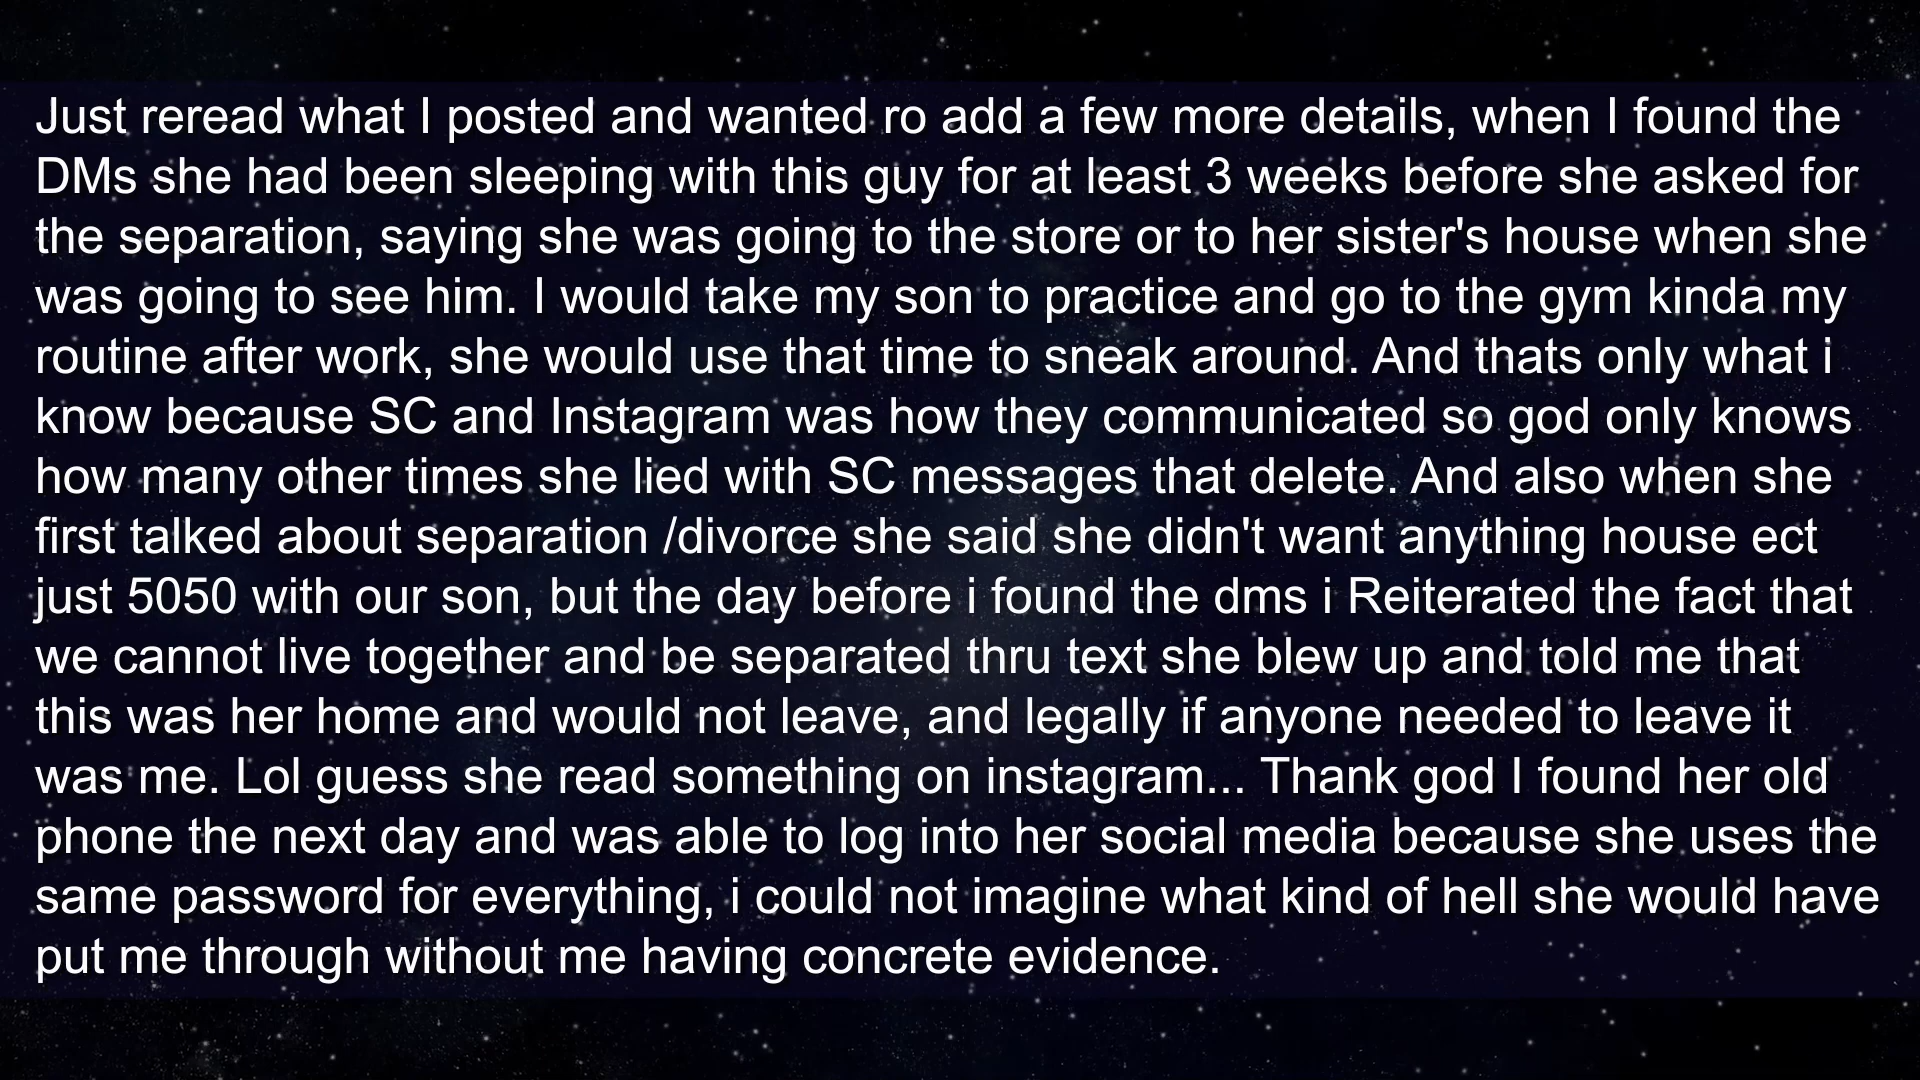 Just reread what I posted and wanted ro add a few more details, when I found the
DMs she had been sleeping with this guy for at least 3 weeks before she asked for
the separation, saying she was going to the store or to her sister's house when she
was going to see him. I would take my son to practice and go to the gym kinda my
routine after work, she would use that time to sneak around. And thats only what i
know because SC and Instagram was how they communicated so god only knows
how many other times she lied with SC messages that delete. And also when she
first talked about separation /divorce she said she didn't want anything house ect
just 5050 with our son, but the day before i found the dms i Reiterated the fact that
we cannot live together and be separated thru text she blew up and told me that
this was her home and would not leave, and legally if anyone needed to leave it
was me. Lol guess she read something on instagram... Thank god I found her old
phone the next day and was able to log into her social media because she uses the
same password for everything, i could not imagine what kind of hell she would have
put me through without me having concrete evidence.